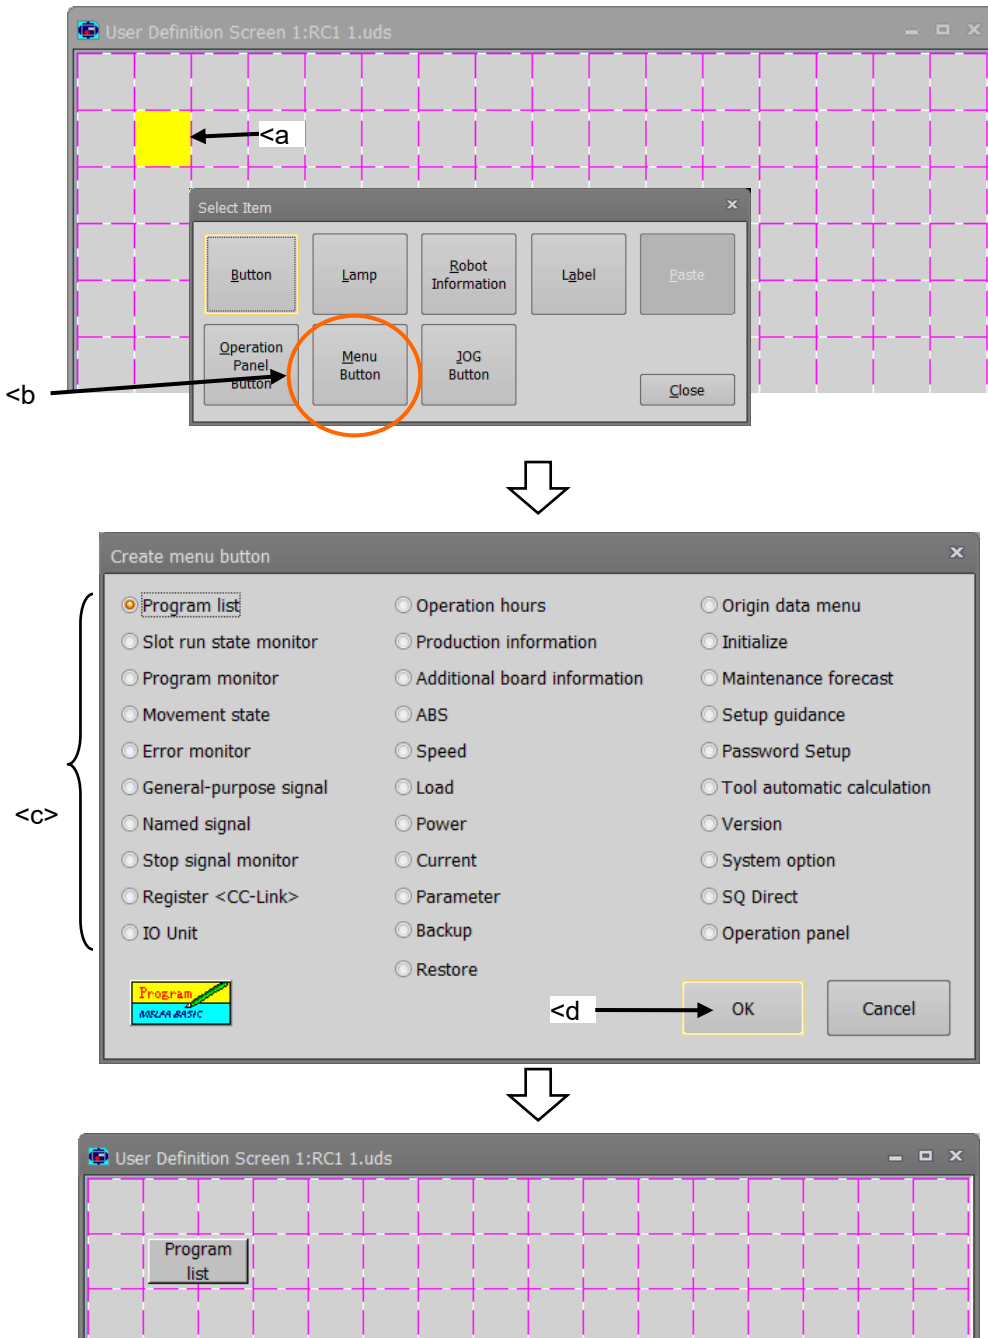 User Definition Screen 1:RC1 1.uds
<a
Select Item
Button
Lamp
Robot
Information
Label
Paste
Operation
Panel
Button
Menu
Button
JOG
Button
Close
<b
Create menu button
Program list
Operation hours
Origin data menu
Slot run state monitor
Production information
Initialize
Program monitor
Additional board information
Maintenance forecast
Movement state
ABS
Setup guidance
Error monitor
Speed
Password Setup
General-purpose signal
Load
Tool automatic calculation
<c>
Named signal
Power
Version
Stop signal monitor
Current
System option
Register <CC-Link>
Parameter
SQ Direct
IO Unit
Backup
Operation panel
Restore
Program
MELFA BASIC
<d
OK
Cancel
User Definition Screen 1:RC1 1.uds
Program
list